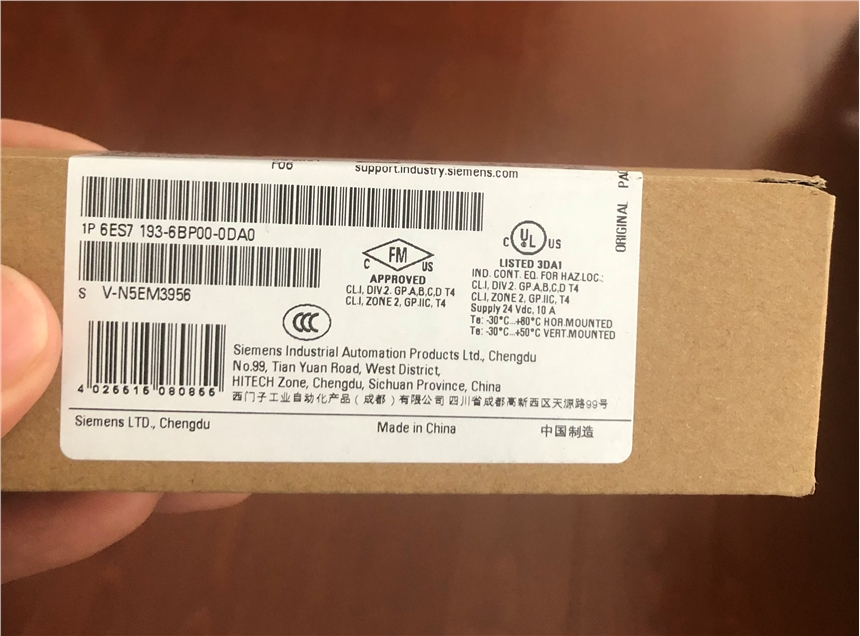 support.industry.siemens.com
ORIGINAL
1P 6ES7 193-6BP00-0DA0
S V-N5EM3956
C FM US
APPROVED
CL.I, DIV.2. GP.A,B,C,D T4
CL.I, ZONE 2, GP.IIC, T4
C UL US
LISTED 3DA1
IND. CONT. EQ. FOR HAZ.LOC.:
CL.I, DIV.2. GP.A,B,C,D T4
CL.I, ZONE 2, GP.IIC, T4
Supply 24 Vdc, 10 A
Ta: -30°C...+60°C HOR.MOUNTED
Ta: -30°C...+50°C VERT.MOUNTED
CCC
4 025515 080855
Siemens Industrial Automation Products Ltd., Chengdu
No.99, Tian Yuan Road, West District,
HITECH Zone, Chengdu, Sichuan Province, China
西门子工业自动化产品（成都）有限公司 四川省成都高新西区天源路99号
Siemens LTD., Chengdu
Made in China
中国制造